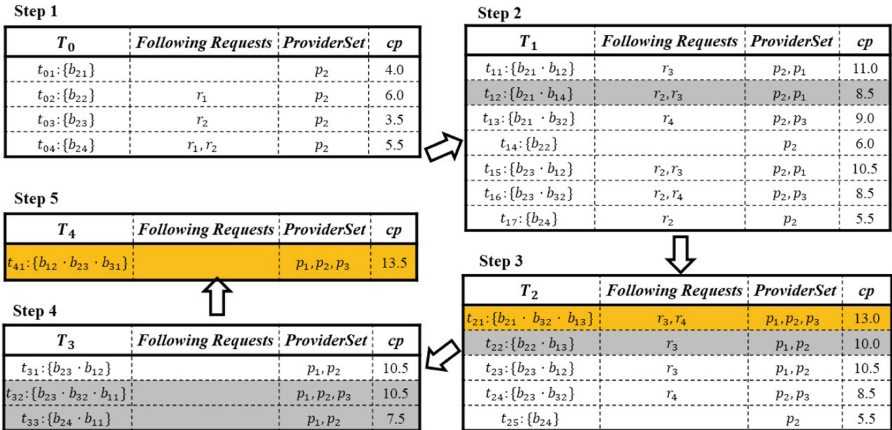 Step 1
T₀ Following Requests ProviderSet cp
t₀₁:{b₂₁} p₂ 4.0
t₀₂:{b₂₂} r₁ p₂ 6.0
t₀₃:{b₂₃} r₂ p₂ 3.5
t₀₄:{b₂₄} r₁, r₂ p₂ 5.5
Step 2
T₁ Following Requests ProviderSet cp
t₁₁:{b₂₁ · b₁₂} r₃ p₂, p₁ 11.0
t₁₂:{b₂₁ · b₁₄} r₂, r₃ p₂, p₁ 8.5
t₁₃:{b₂₁ · b₃₂} r₄ p₂, p₃ 9.0
t₁₄:{b₂₂} p₂ 6.0
t₁₅:{b₂₃ · b₁₂} r₂, r₃ p₂, p₁ 10.5
t₁₆:{b₂₃ · b₃₂} r₂, r₄ p₂, p₃ 8.5
t₁₇:{b₂₄} r₂ p₂ 5.5
Step 3
T₂ Following Requests ProviderSet cp
t₂₁:{b₂₁ · b₃₂ · b₁₃} r₃, r₄ p₁, p₂, p₃ 13.0
t₂₂:{b₂₂ · b₁₃} r₃ p₁, p₂ 10.0
t₂₃:{b₂₃ · b₁₂} r₃ p₁, p₂ 10.5
t₂₄:{b₂₃ · b₃₂} r₄ p₂, p₃ 8.5
t₂₅:{b₂₄} p₂ 5.5
Step 4
T₃ Following Requests ProviderSet cp
t₃₁:{b₂₃ · b₁₂} p₁, p₂ 10.5
t₃₂:{b₂₃ · b₃₂ · b₁₁} p₁, p₂, p₃ 10.5
t₃₃:{b₂₄ · b₁₁} p₁, p₂ 7.5
Step 5
T₄ Following Requests ProviderSet cp
t₄₁:{b₁₂ · b₂₃ · b₃₁} p₁, p₂, p₃ 13.5